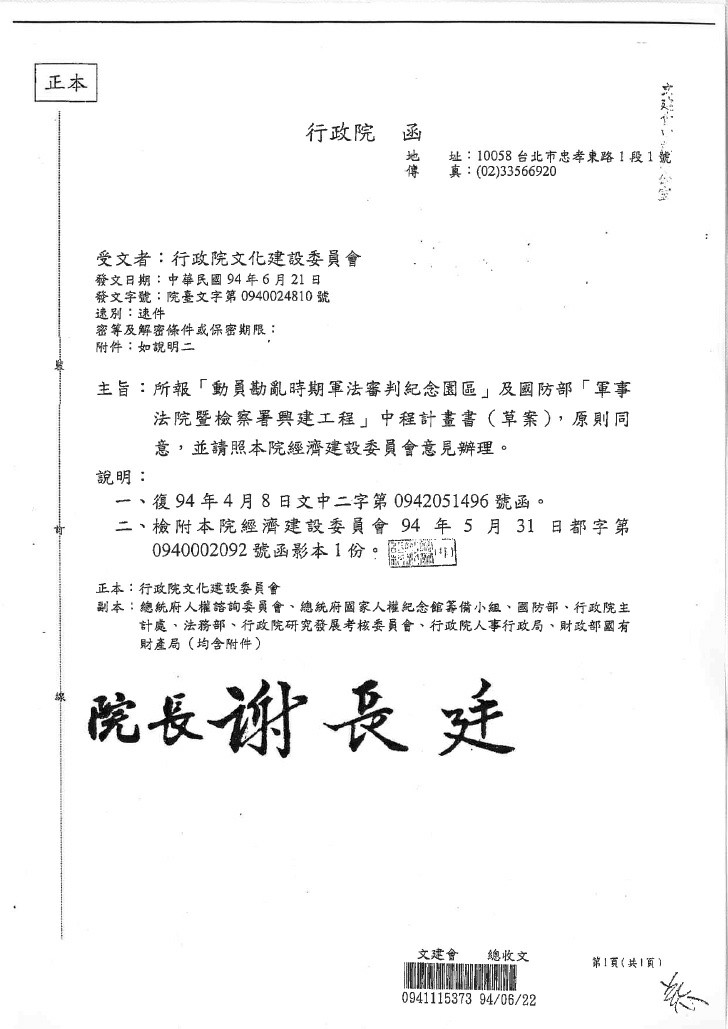 正本
行政院　函
地　　址：10058台北市忠孝東路1段1號
傳　　真：(02)33566920
受文者：行政院文化建設委員會
發文日期：中華民國94年6月21日
發文字號：院臺文字第0940024810號
速別：速件
密等及解密條件或保密期限：
附件：如說明二
主旨：所報「動員勘亂時期軍法審判紀念園區」及國防部「軍事
法院暨檢察署興建工程」中程計畫書（草案），原則同
意，並請照本院經濟建設委員會意見辦理。
說明：
一、復94年4月8日文中二字第0942051496號函。
二、檢附本院經濟建設委員會94年5月31日都字第
0940002092號函影本1份。
正本：行政院文化建設委員會
副本：總統府人權諮詢委員會、總統府國家人權紀念館籌備小組、國防部、行政院主
計處、法務部、行政院研究發展考核委員會、行政院人事行政局、財政部國有
財產局（均含附件）
裝
訂
線
院長謝長廷
文建會　總收文
0941115373 94/06/22
第1頁（共1頁）